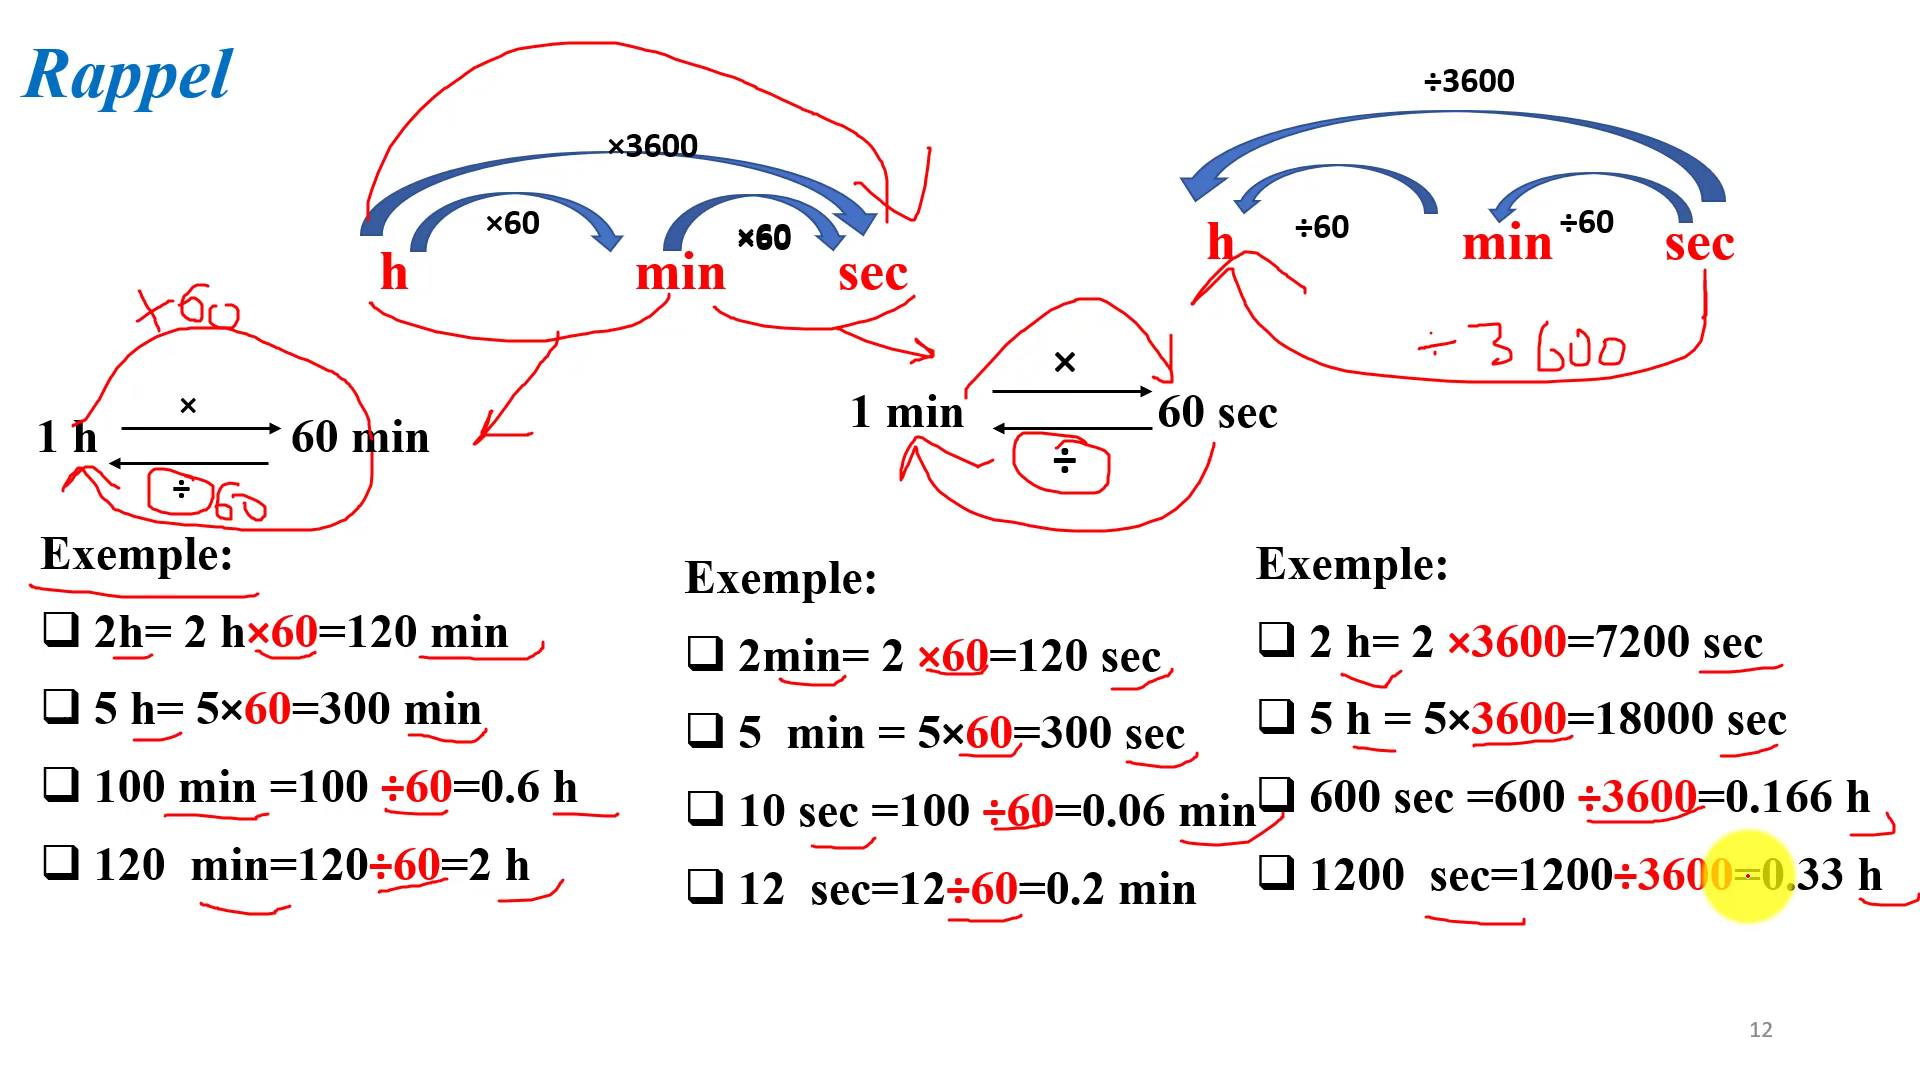 Rappel
×3600
×60
×60
h min sec
÷3600
÷60
÷60
h min sec
×60
÷3600
1 h × 60 min
÷ 60
1 min × 60 sec
÷
Exemple:
❑ 2h= 2 h×60=120 min
❑ 5 h= 5×60=300 min
❑ 100 min =100 ÷60=0.6 h
❑ 120 min=120÷60=2 h
Exemple:
❑ 2min= 2 ×60=120 sec
❑ 5 min = 5×60=300 sec
❑ 10 sec =100 ÷60=0.06 min
❑ 12 sec=12÷60=0.2 min
Exemple:
❑ 2 h= 2 ×3600=7200 sec
❑ 5 h = 5×3600=18000 sec
❑ 600 sec =600 ÷3600=0.166 h
❑ 1200 sec=1200÷3600=0.33 h
12